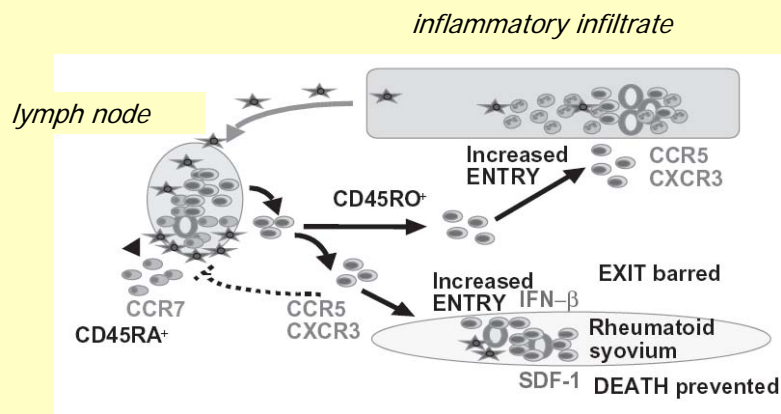 inflammatory infiltrate
lymph node
Increased
ENTRY
CCR5
CXCR3
CD45RO+
CCR7
CD45RA+
CCR5
CXCR3
Increased
ENTRY
IFN–β
EXIT barred
Rheumatoid
syovium
SDF-1
DEATH prevented